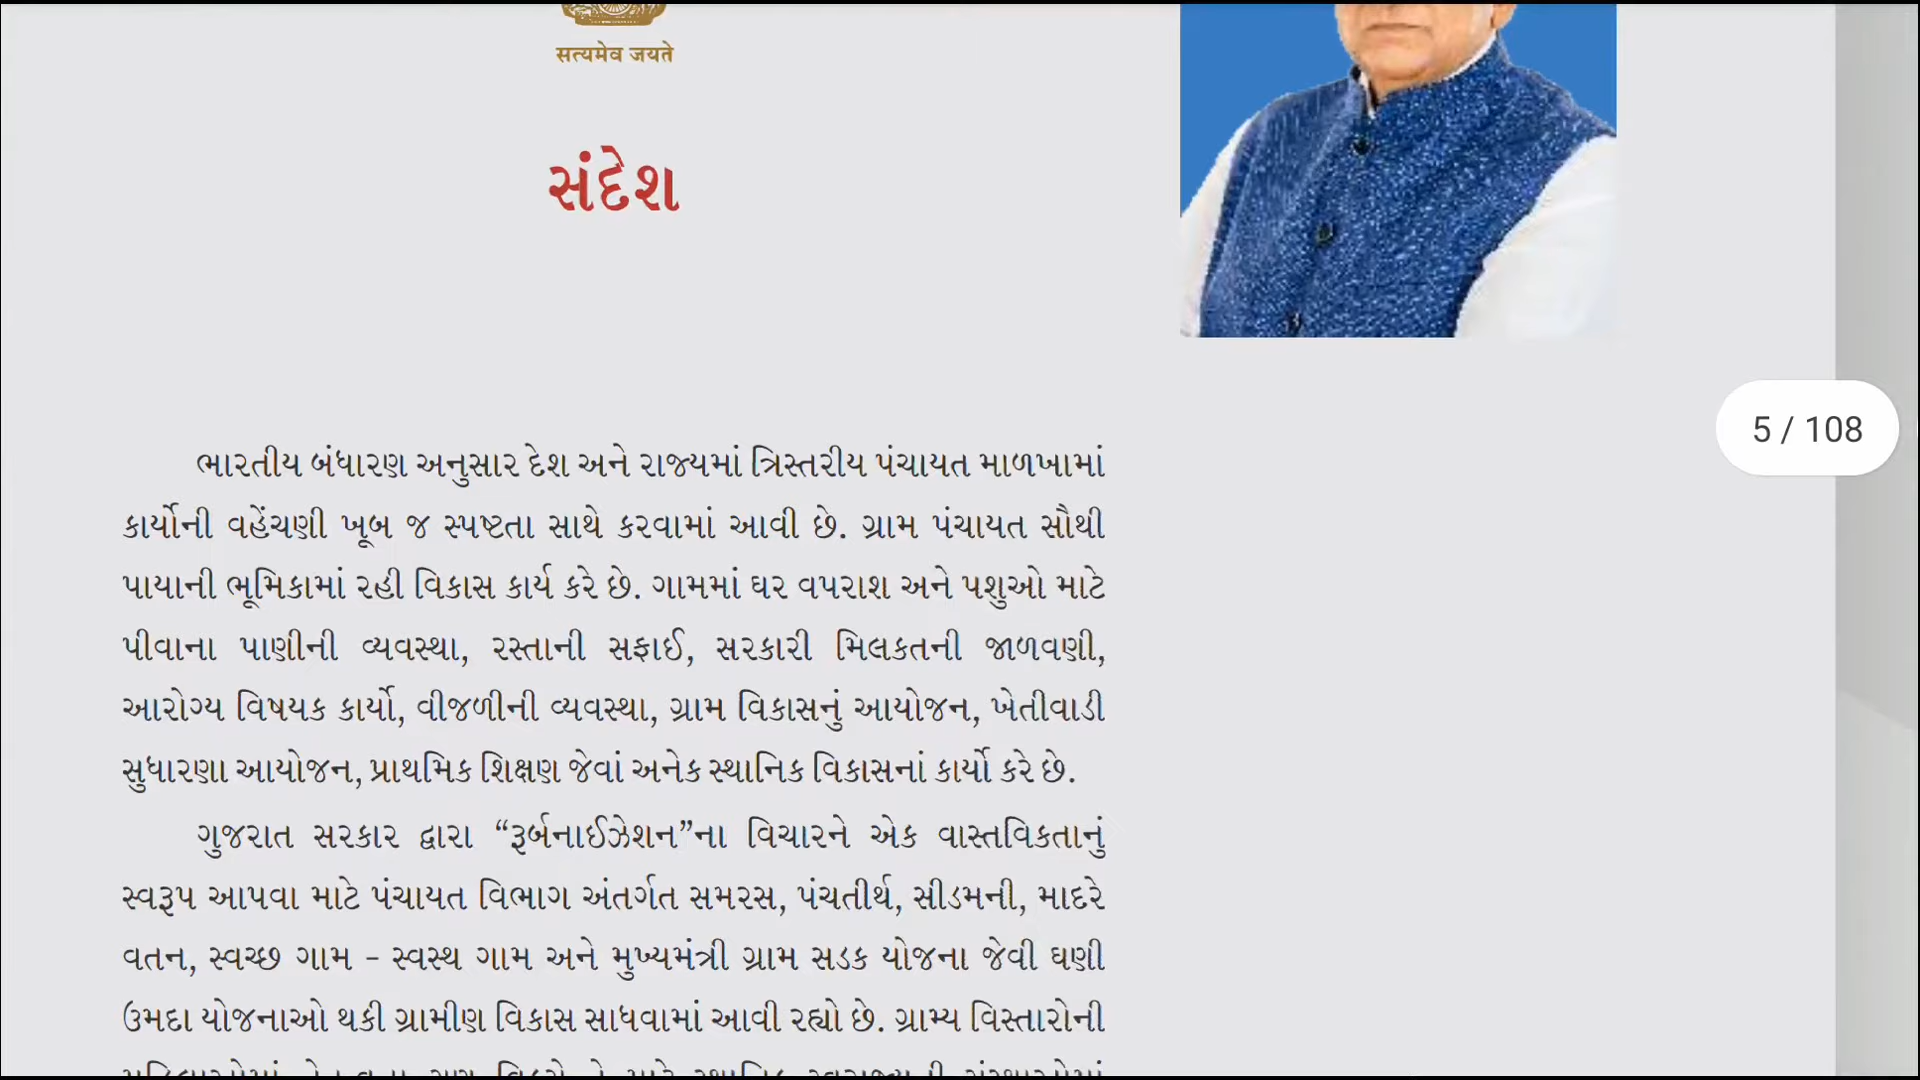 સત્યમેવ જયતે
સંદેશ
5 / 108
ભારતીય બંધારણ અનુસાર દેશ અને રાજ્યમાં ત્રિસ્તરીય પંચાયત માળખામાં
કાર્યોની વહેંચણી ખૂબ જ સ્પષ્ટતા સાથે કરવામાં આવી છે. ગ્રામ પંચાયત સૌથી
પાયાની ભૂમિકામાં રહી વિકાસ કાર્ય કરે છે. ગામમાં ઘર વપરાશ અને પશુઓ માટે
પીવાના પાણીની વ્યવસ્થા, રસ્તાની સફાઈ, સરકારી મિલકતની જાળવણી,
આરોગ્ય વિષયક કાર્યો, વીજળીની વ્યવસ્થા, ગ્રામ વિકાસનું આયોજન, ખેતીવાડી
સુધારણા આયોજન, પ્રાથમિક શિક્ષણ જેવાં અનેક સ્થાનિક વિકાસનાં કાર્યો કરે છે.
ગુજરાત સરકાર દ્વારા “રૂર્બનાઈઝેશન”ના વિચારને એક વાસ્તવિકતાનું
સ્વરૂપ આપવા માટે પંચાયત વિભાગ અંતર્ગત સમરસ, પંચતીર્થ, સીડમની, માદરે
વતન, સ્વચ્છ ગામ - સ્વસ્થ ગામ અને મુખ્યમંત્રી ગ્રામ સડક યોજના જેવી ઘણી
ઉમદા યોજનાઓ થકી ગ્રામીણ વિકાસ સાધવામાં આવી રહ્યો છે. ગ્રામ્ય વિસ્તારોની